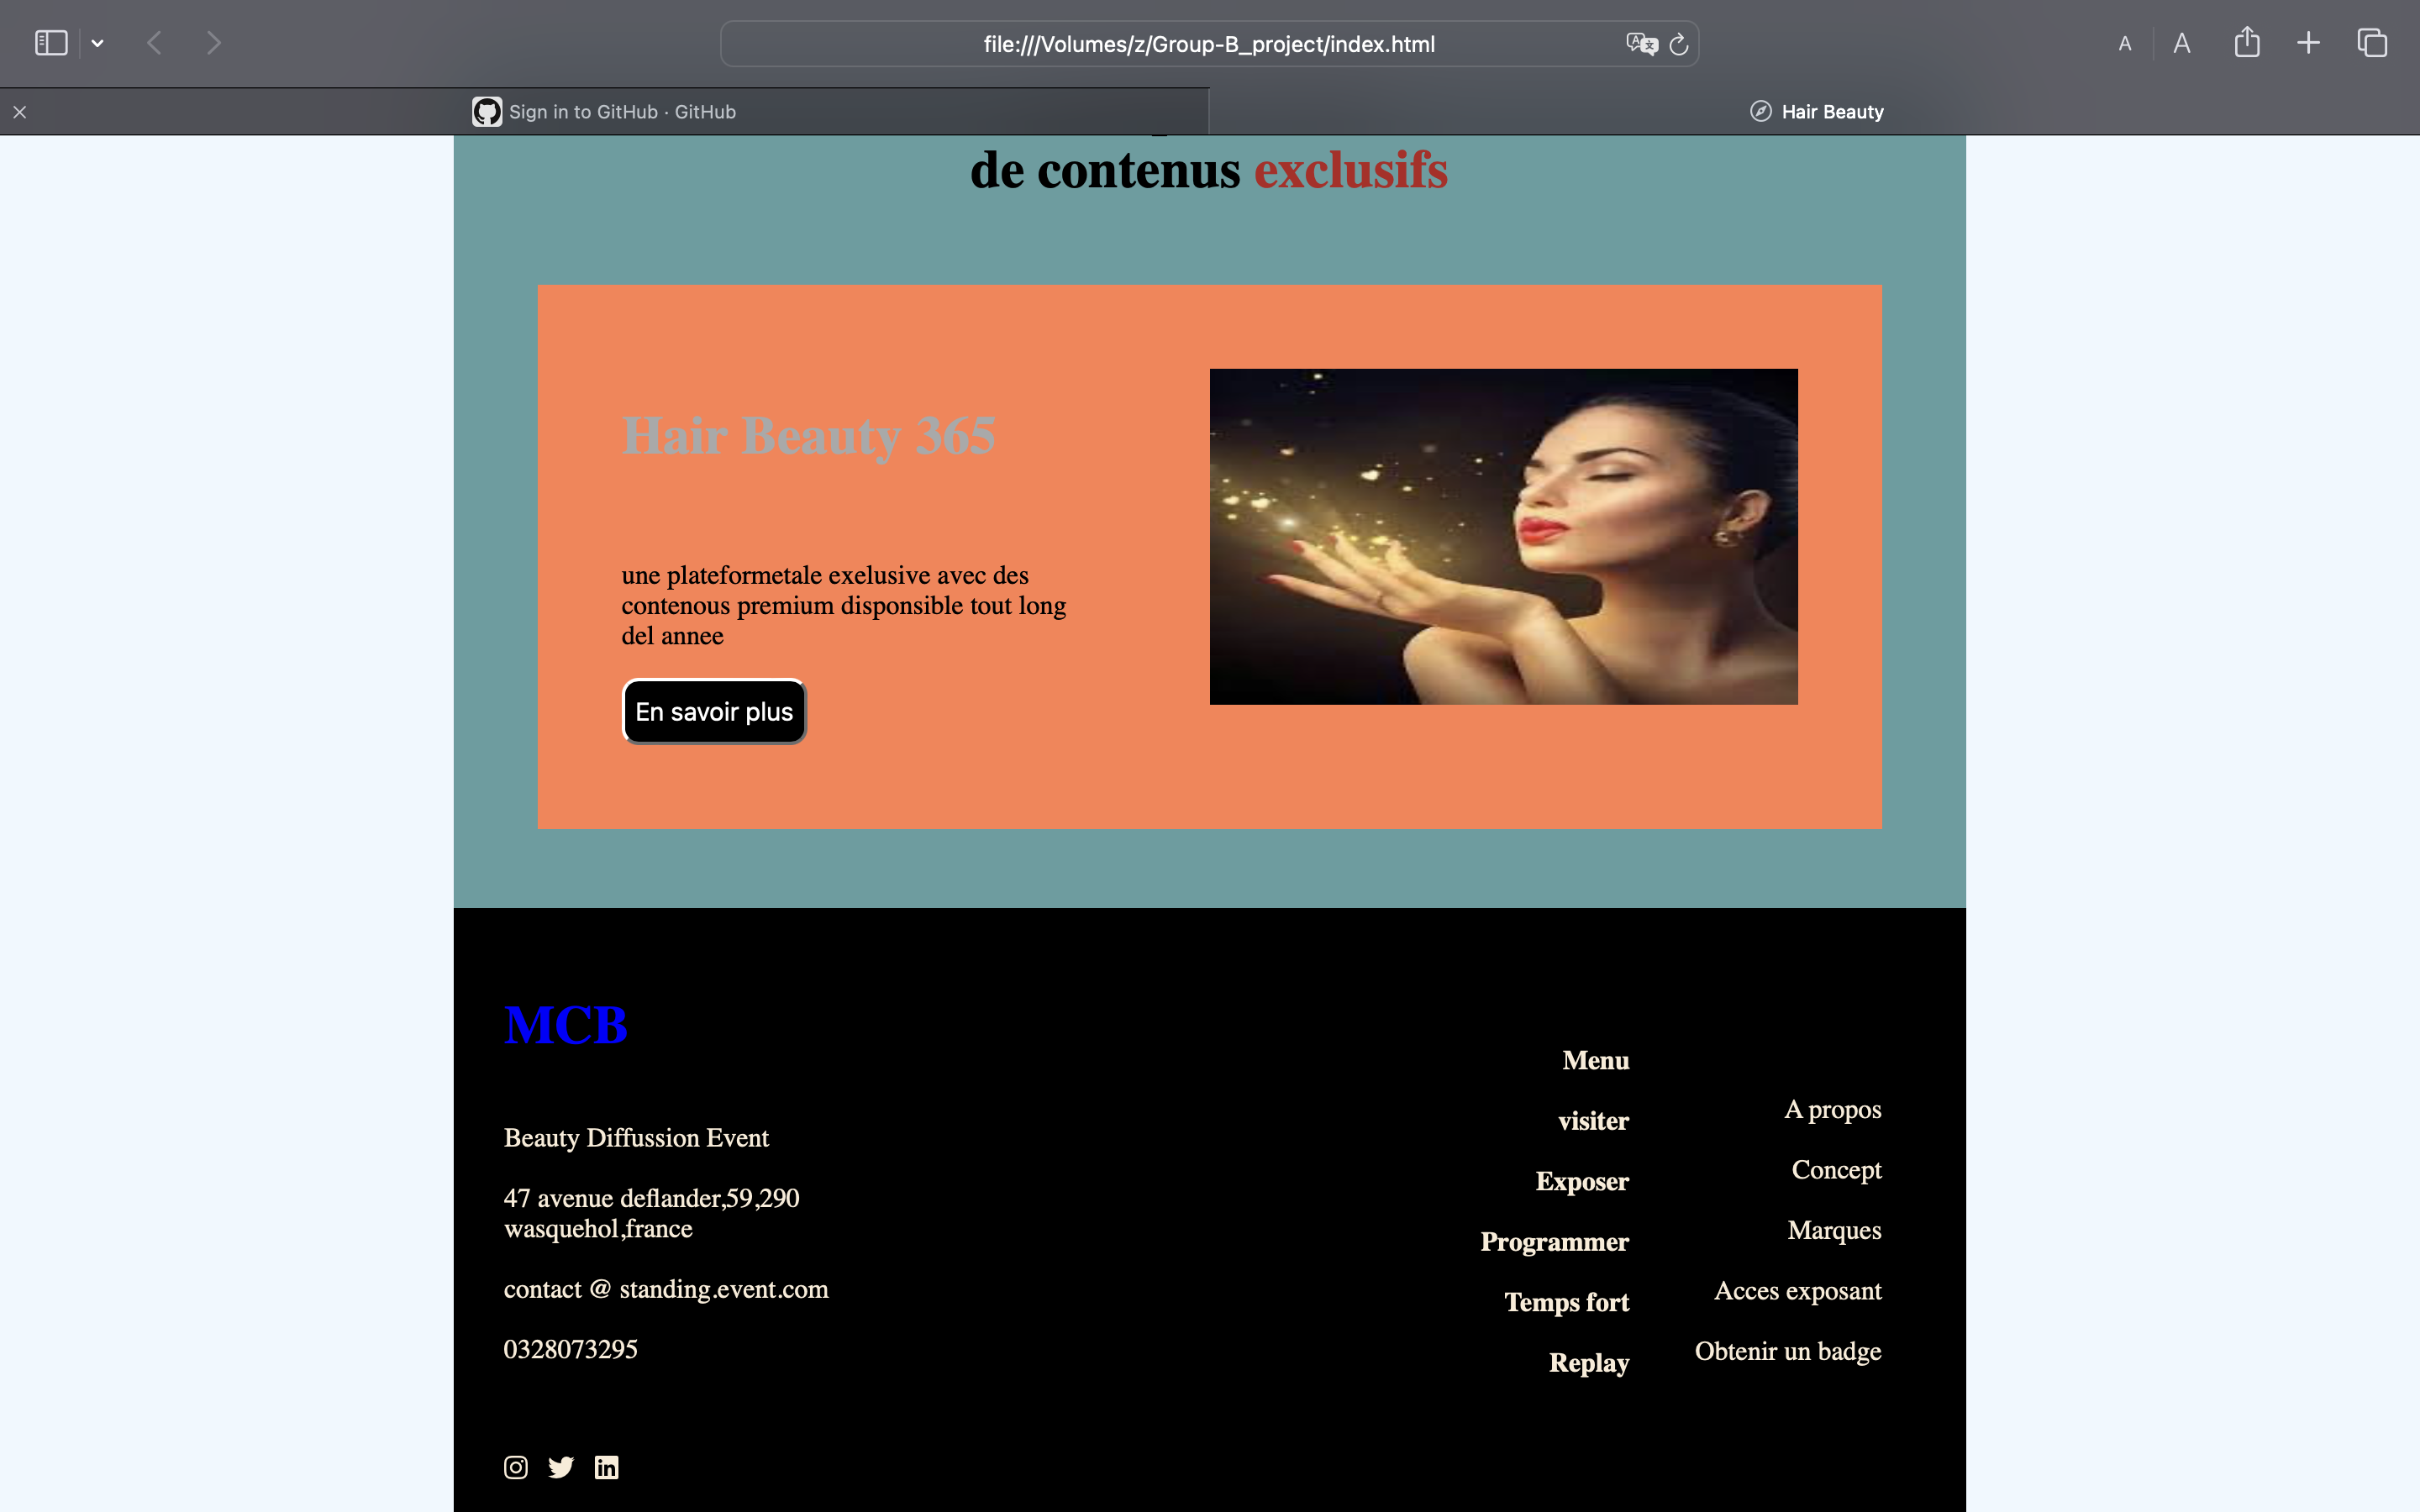 file:///Volumes/z/Group-B_project/index.html
A A
Sign in to GitHub · GitHub
Hair Beauty
de contenus exclusifs
Hair Beauty 365
une plateformetale exelusive avec des
contenous premium disponsible tout long
del annee
En savoir plus
MCB
Beauty Diffussion Event
47 avenue deflander,59,290
wasquehol,france
contact @ standing.event.com
0328073295
Menu
visiter
Exposer
Programmer
Temps fort
Replay
A propos
Concept
Marques
Acces exposant
Obtenir un badge